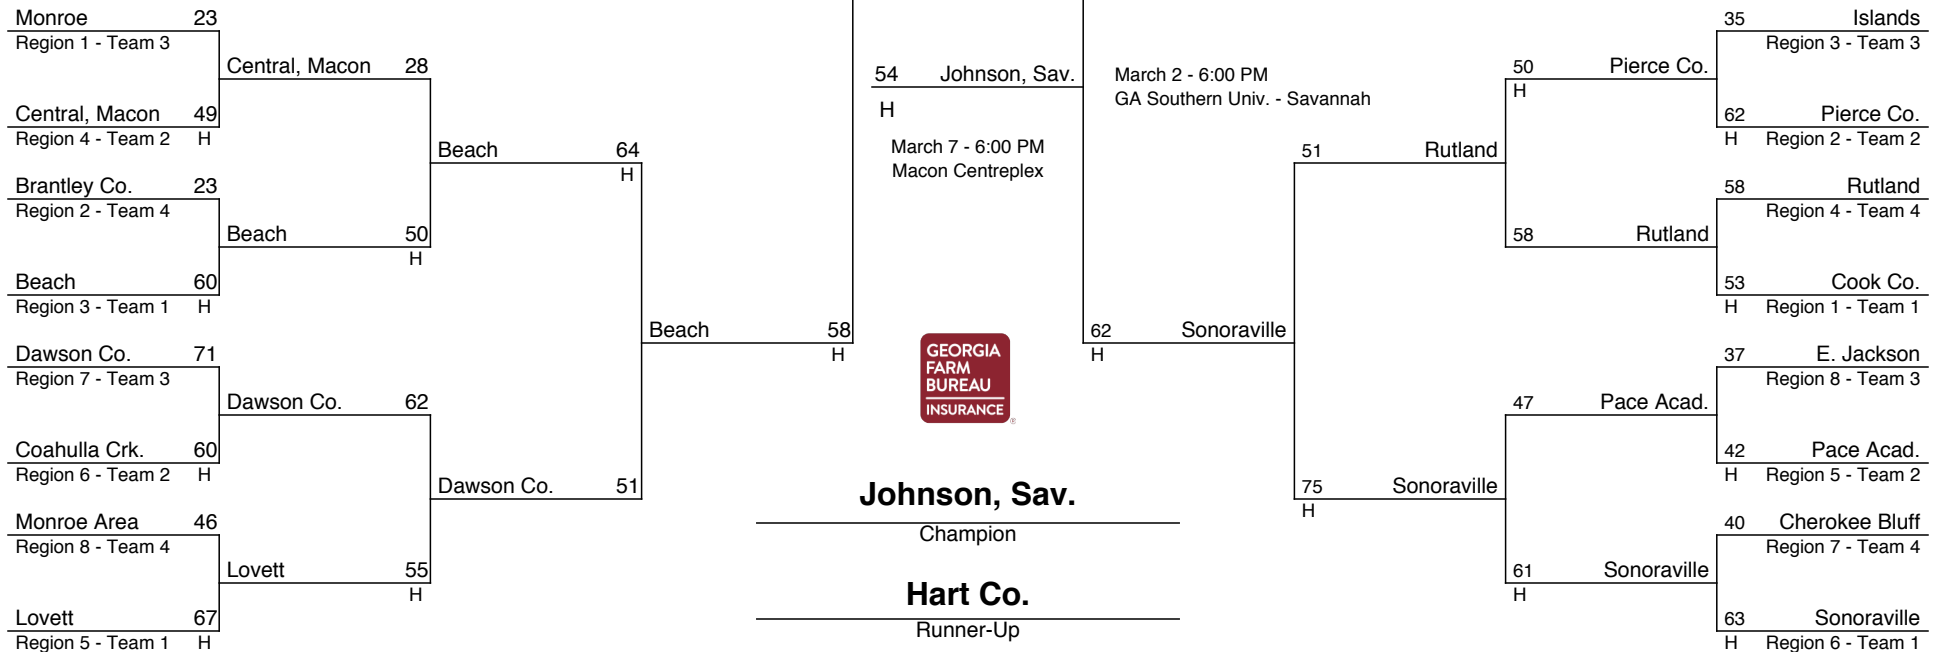 Monroe 23
Region 1 - Team 3
Central, Macon 28
Central, Macon 49
Region 4 - Team 2 H
Beach 64
H
Brantley Co. 23
Region 2 - Team 4
Beach 50
H
Beach 60
Region 3 - Team 1 H
Beach 58
H
Dawson Co. 71
Region 7 - Team 3
Dawson Co. 62
Coahulla Crk. 60
Region 6 - Team 2 H
Dawson Co. 51
Monroe Area 46
Region 8 - Team 4
Lovett 55
H
Lovett 67
Region 5 - Team 1 H
54 Johnson, Sav.
H
March 7 - 6:00 PM
Macon Centreplex
March 2 - 6:00 PM
GA Southern Univ. - Savannah
GEORGIA
FARM
BUREAU
INSURANCE
®
Johnson, Sav.
Champion
Hart Co.
Runner-Up
62 Sonoraville
H
51 Rutland
75 Sonoraville
H
50 Pierce Co.
H
58 Rutland
47 Pace Acad.
61 Sonoraville
H
35 Islands
Region 3 - Team 3
62 Pierce Co.
H Region 2 - Team 2
58 Rutland
Region 4 - Team 4
53 Cook Co.
H Region 1 - Team 1
37 E. Jackson
Region 8 - Team 3
42 Pace Acad.
H Region 5 - Team 2
40 Cherokee Bluff
Region 7 - Team 4
63 Sonoraville
H Region 6 - Team 1